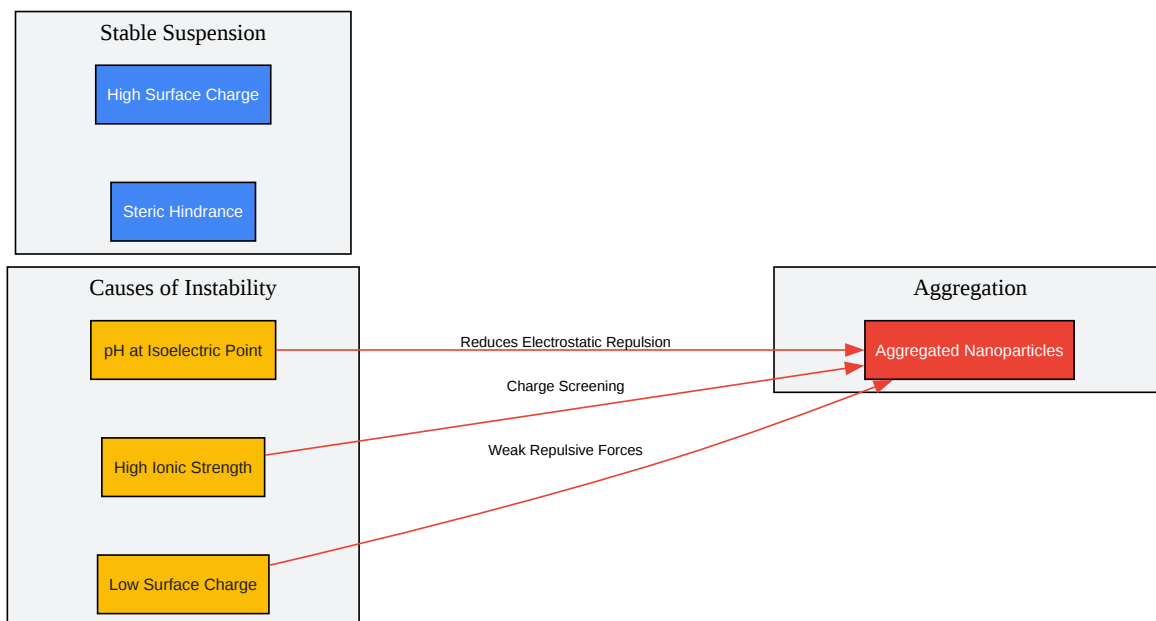 Stable Suspension
High Surface Charge
Steric Hindrance
Causes of Instability
pH at Isoelectric Point
High Ionic Strength
Low Surface Charge
Reduces Electrostatic Repulsion
Charge Screening
Weak Repulsive Forces
Aggregation
Aggregated Nanoparticles